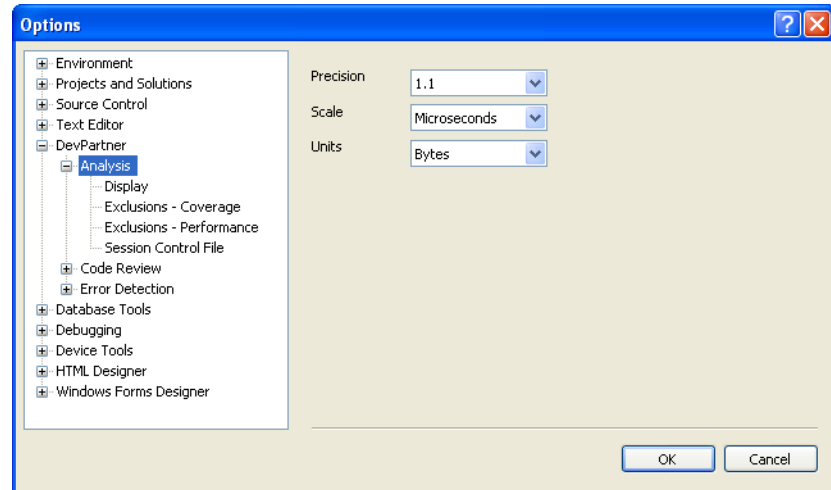 Options
Environment
Projects and Solutions
Source Control
Text Editor
DevPartner
Analysis
Display
Exclusions - Coverage
Exclusions - Performance
Session Control File
Code Review
Error Detection
Database Tools
Debugging
Device Tools
HTML Designer
Windows Forms Designer
Precision 1.1
Scale Microseconds
Units Bytes
OK Cancel